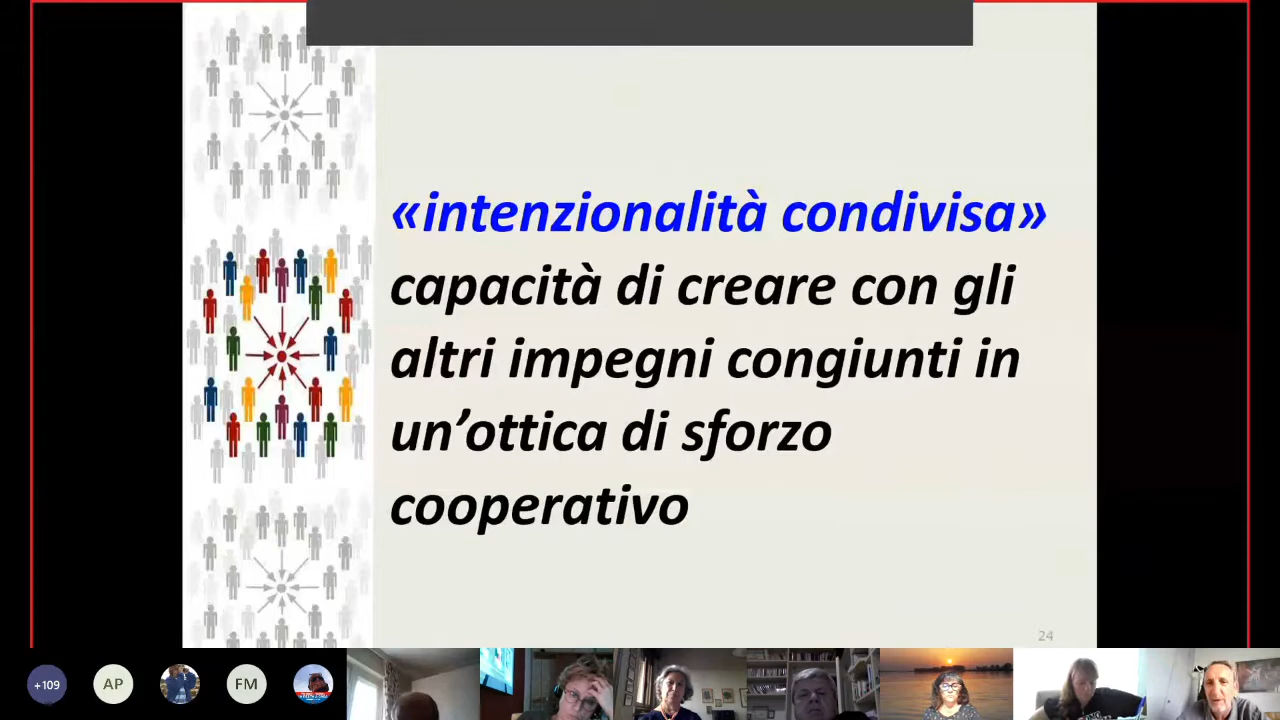 «intenzionalità condivisa»
capacità di creare con gli
altri impegni congiunti in
un’ottica di sforzo
cooperativo
24
+109
AP
FM